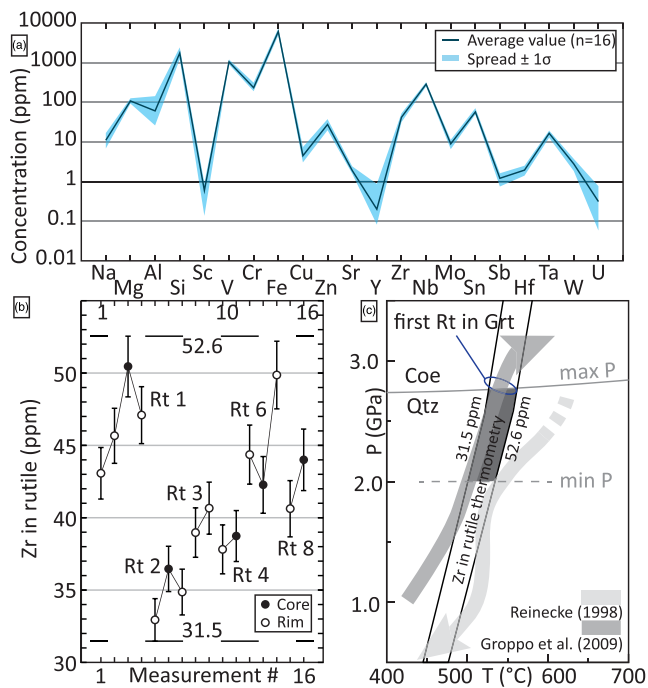 (a)
Concentration (ppm)
10000
1000
100
10
1
0.1
0.01
Average value (n=16)
Spread ± 1σ
Na Al Sc Cr Cu Sr Zr Mo Sb Ta U
Mg Si V Fe Zn Y Nb Sn Hf W
(b)
1 10 16
52.6
Zr in rutile (ppm)
50
45
40
35
30
Rt 1
Rt 6
Rt 3
Rt 2
Rt 4
Rt 8
Core
Rim
31.5
1 Measurement # 16
(c)
first Rt in Grt
P (GPa)
3.0
2.0
1.0
Coe
Qtz
max P
min P
31.5 ppm
52.6 ppm
Zr in rutile thermometry
Reinecke (1998)
Groppo et al. (2009)
400 500 T (°C) 600 700